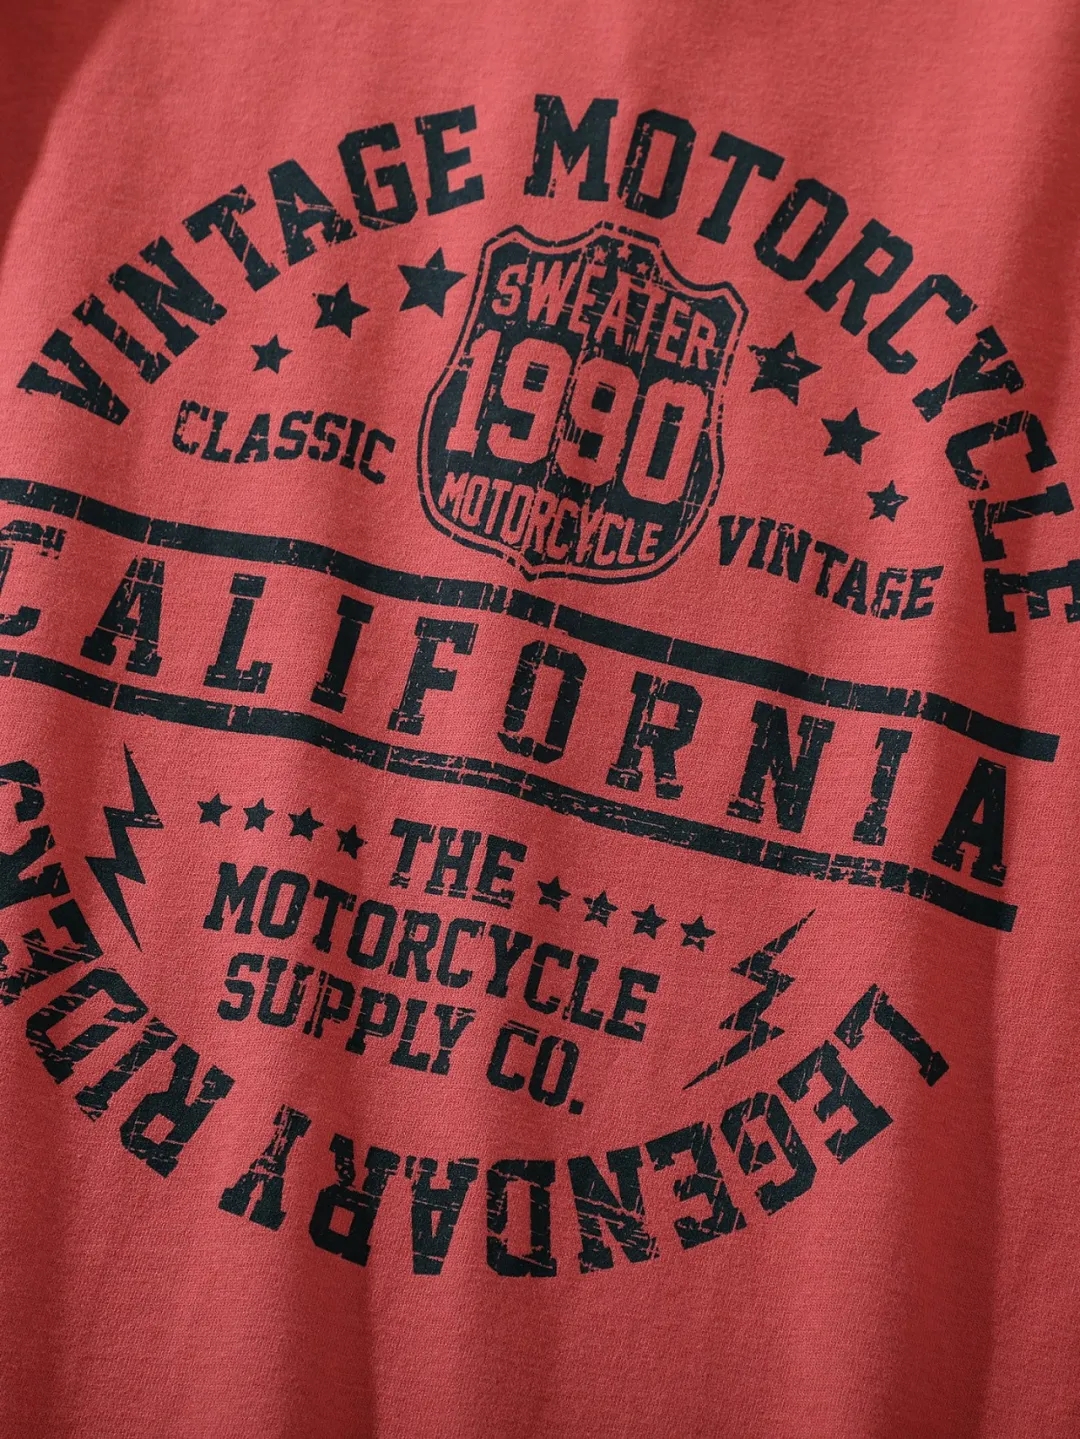 VINTAGE MOTORCYCLE
SWEATER
1990
MOTORCYCLE
CLASSIC
VINTAGE
CALIFORNIA
THE
MOTORCYCLE
SUPPLY CO.
LEGENDARY RIDERS